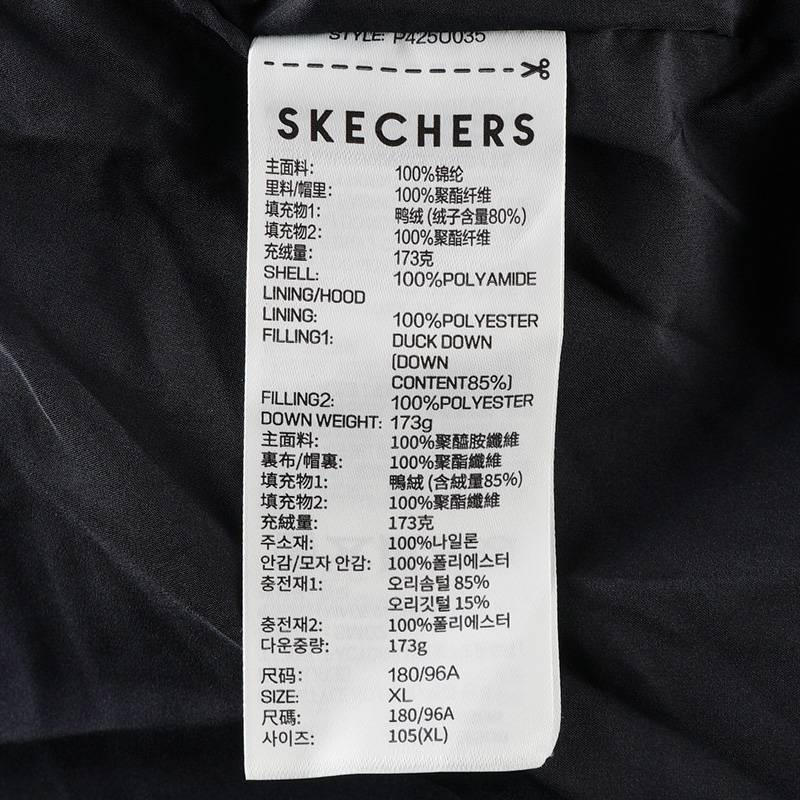 STYLE: P425U035
SKECHERS
主面料: 100%锦纶
里料/帽里: 100%聚酯纤维
填充物1: 鸭绒 (绒子含量80%)
填充物2: 100%聚酯纤维
充绒量: 173克
SHELL: 100%POLYAMIDE
LINING/HOOD
LINING: 100%POLYESTER
FILLING1: DUCK DOWN
(DOWN
CONTENT85%)
FILLING2: 100%POLYESTER
DOWN WEIGHT: 173g
主面料: 100%聚醯胺纖維
裏布/帽裏: 100%聚酯纖維
填充物1: 鴨絨 (含絨量85%)
填充物2: 100%聚酯纖維
充絨量: 173克
주소재: 100%나일론
안감/모자 안감: 100%폴리에스터
충전재1: 오리솜털 85%
오리깃털 15%
충전재2: 100%폴리에스터
다운중량: 173g
尺码: 180/96A
SIZE: XL
尺碼: 180/96A
사이즈: 105(XL)